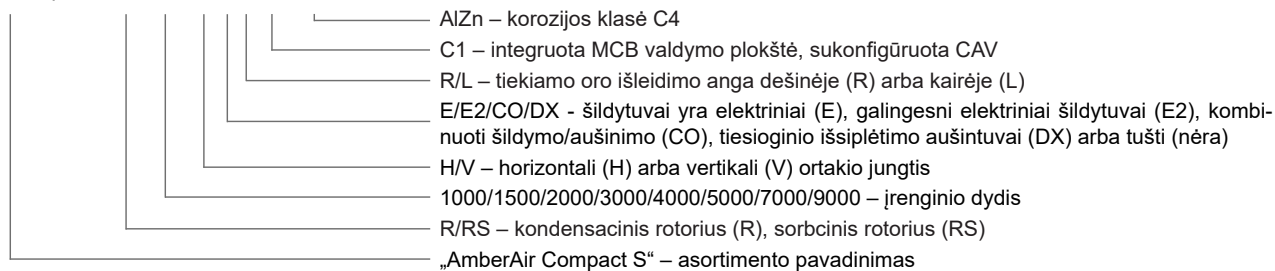 AlZn – korozijos klasė C4
C1 – integruota MCB valdymo plokštė, sukonfigūruota CAV
R/L – tiekiamo oro išleidimo anga dešinėje (R) arba kairėje (L)
E/E2/CO/DX - šildytuvai yra elektriniai (E), galingesni elektriniai šildytuvai (E2), kombi-
nuoti šildymo/aušinimo (CO), tiesioginio išsiplėtimo aušintuvai (DX) arba tušti (nėra)
H/V – horizontali (H) arba vertikali (V) ortakio jungtis
1000/1500/2000/3000/4000/5000/7000/9000 – įrenginio dydis
R/RS – kondensacinis rotorius (R), sorbcinis rotorius (RS)
„AmberAir Compact S“ – asortimento pavadinimas